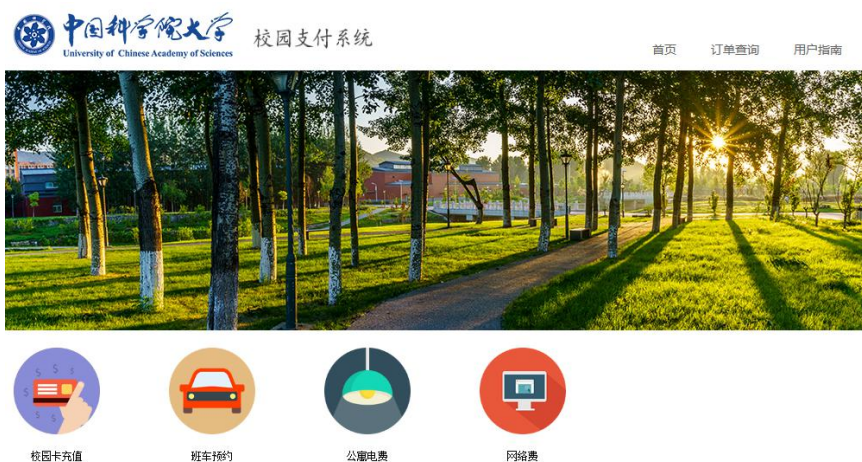 中国科学院大学
University of Chinese Academy of Sciences
校园支付系统
首页 订单查询 用户指南
校园卡充值 班车预约 公寓电费 网络费